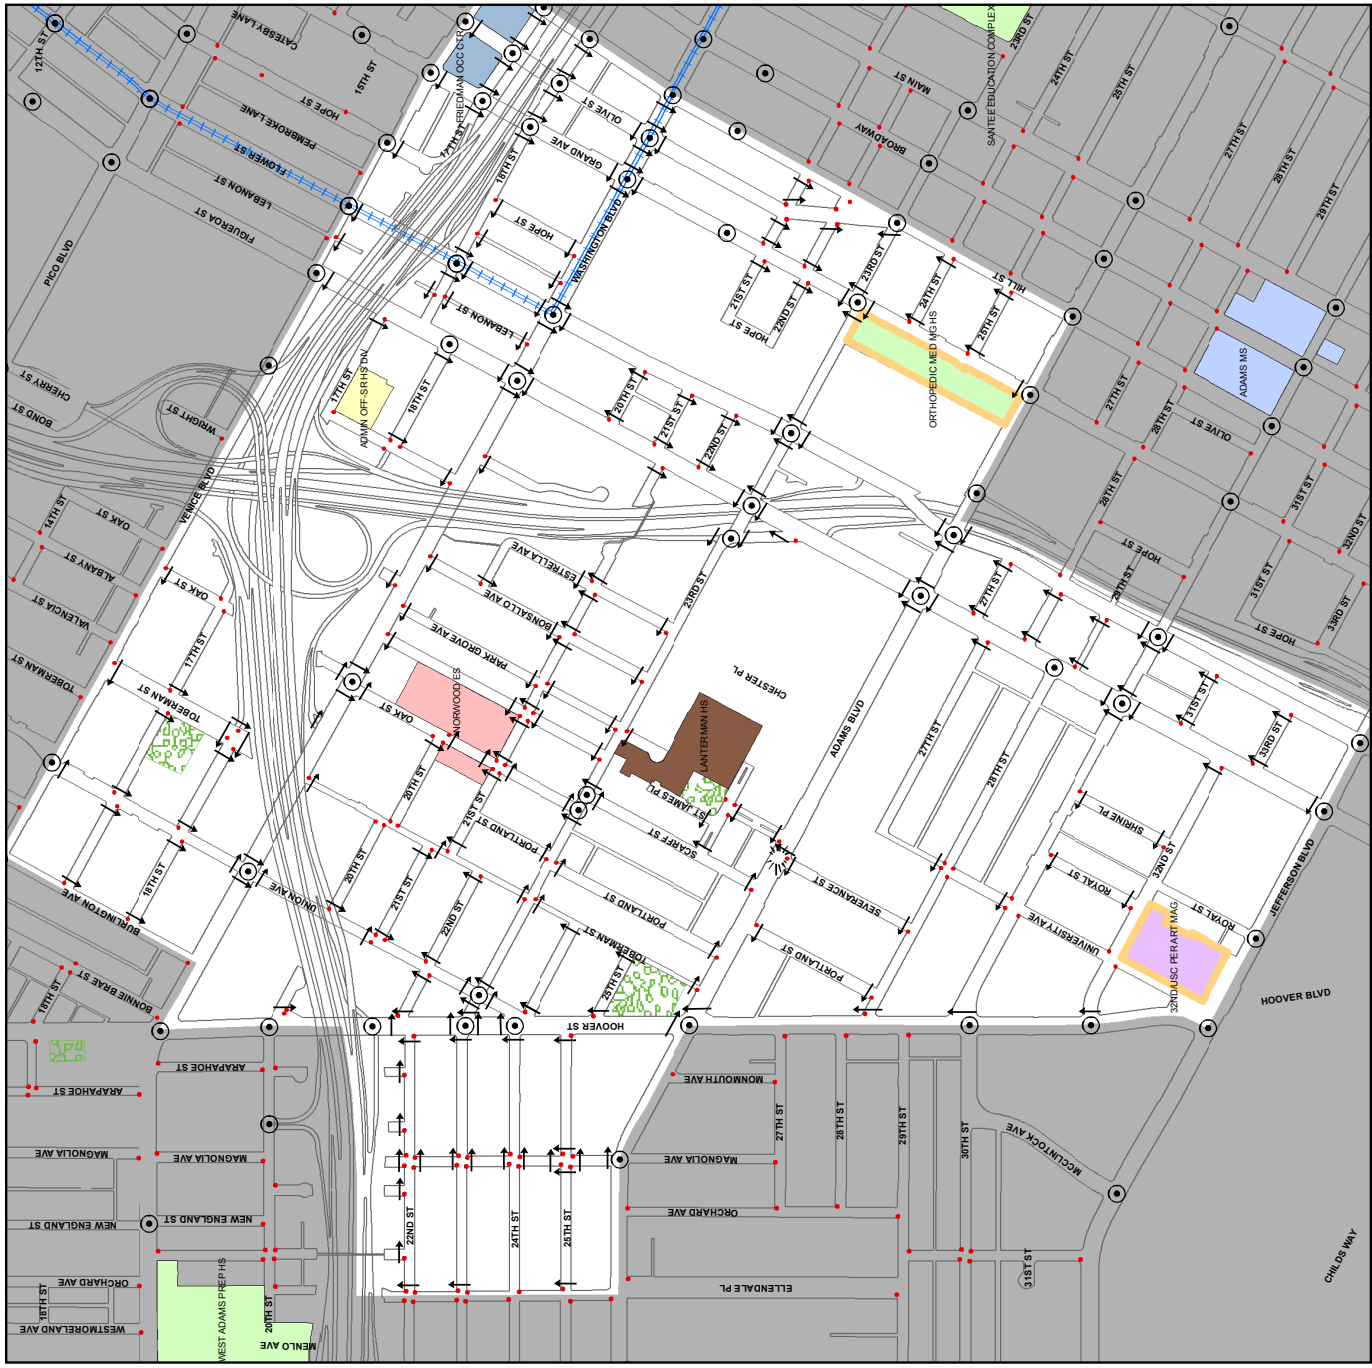 12TH ST
CATESBY LANE
15TH ST
HOPE ST
PEMBROKE LANE
FLOWER ST
LEBANON ST
FIGUEROA ST
PICO BLVD
FRIEDMAN OCC CTR
17TH ST
18TH ST
OLIVE ST
GRAND AVE
HOPE ST
WASHINGTON BLVD
MAIN ST
BROADWAY
SANTEE EDUCATION COMPLEX
23RD ST
24TH ST
25TH ST
27TH ST
28TH ST
29TH ST
CHERRY ST
BOND ST
WRIGHT ST
VENICE BLVD
17TH ST
ADMIN OFF-SR HS DN
18TH ST
LEBANON ST
21ST ST
HOPE ST
22ND ST
23RD ST
24TH ST
HILL ST
25TH ST
ORTHOPEDIC MED MG HS
ADAMS MS
27TH ST
28TH ST
OLIVE ST
20TH ST
21ST ST
22ND ST
14TH ST
OAK ST
ALBANY ST
VALENCIA ST
TOBERMAN ST
OAK ST
17TH ST
TOBERMAN ST
28TH ST
31ST ST
32ND ST
HOPE ST
29TH ST
31ST ST
33RD ST
HOPE ST
ESTRELLA AVE
BONSALLO AVE
PARK GROVE AVE
23RD ST
NORWOOD ES
OAK ST
20TH ST
21ST ST
PORTLAND ST
CHESTER PL
LANTERMAN HS
ST JAMES PL
SCARFF ST
ADAMS BLVD
27TH ST
27TH ST
28TH ST
31ST ST
33RD ST
SHRINE PL
32ND ST
ROYAL ST
ROYAL ST
JEFFERSON BLVD
18TH ST
BURLINGTON AVE
UNION AVE
20TH ST
21ST ST
22ND ST
PORTLAND ST
TOBERMAN ST
25TH ST
SEVERANCE ST
PORTLAND ST
UNIVERSITY AVE
32ND/USC PER ART MAG
HOOVER BLVD
18TH ST
BONNIE BRAE ST
HOOVER ST
ARAPAHOE ST
ARAPAHOE ST
MAGNOLIA AVE
MAGNOLIA AVE
NEW ENGLAND ST
NEW ENGLAND ST
ORCHARD AVE
18TH ST
WESTMORELAND AVE
WEST ADAMS PREP HS
20TH ST
MENLO AVE
22ND ST
24TH ST
25TH ST
MONMOUTH AVE
MAGNOLIA AVE
ORCHARD AVE
ELLENDALE PL
27TH ST
28TH ST
29TH ST
30TH ST
31ST ST
MCCLINTOCK AVE
CHILDS WAY